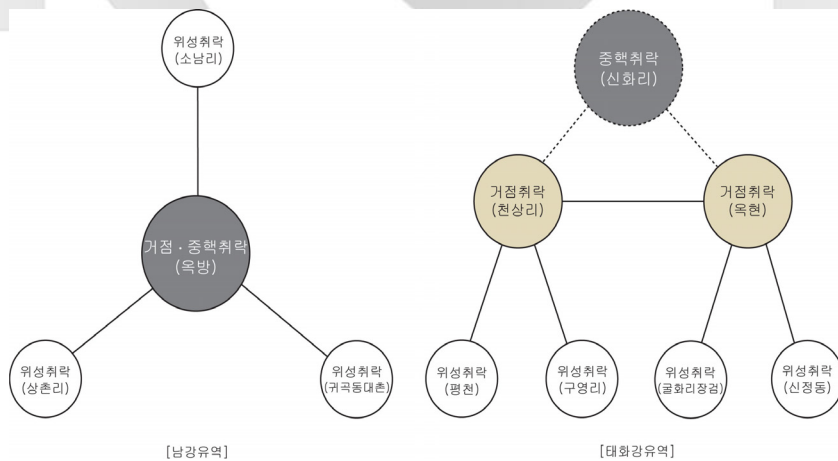 위성취락
(소남리)
거점·중핵취락
(옥방)
위성취락
(상촌리)
위성취락
(귀곡동대촌)
[남강유역]
중핵취락
(신화리)
거점취락
(천상리)
거점취락
(옥현)
위성취락
(평천)
위성취락
(구영리)
위성취락
(굴화리장검)
위성취락
(신정동)
[태화강유역]